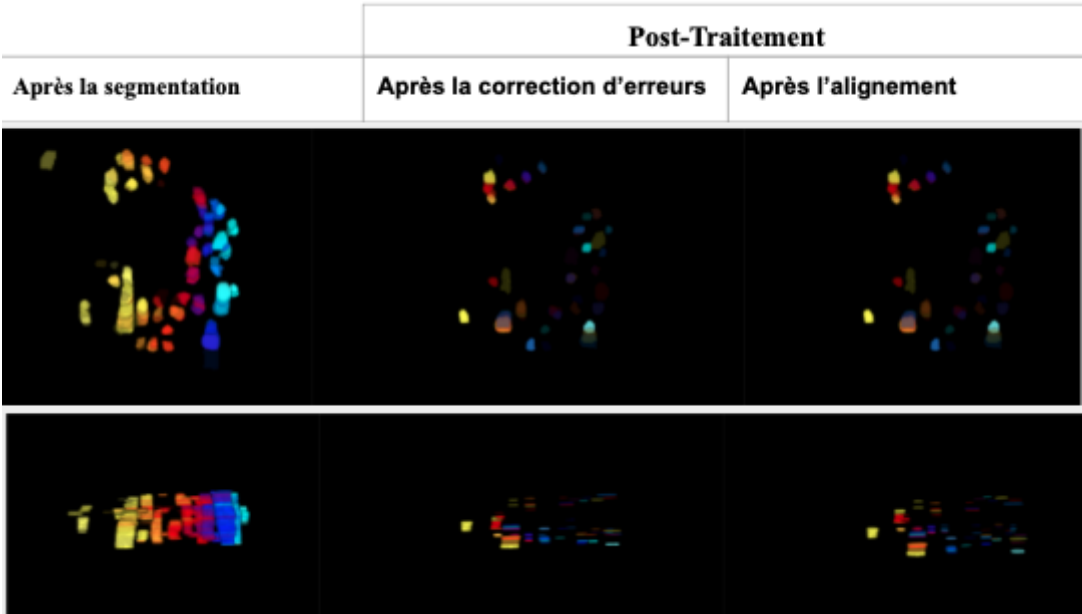 Post-Traitement
Après la segmentation
Après la correction d'erreurs
Après l'alignement